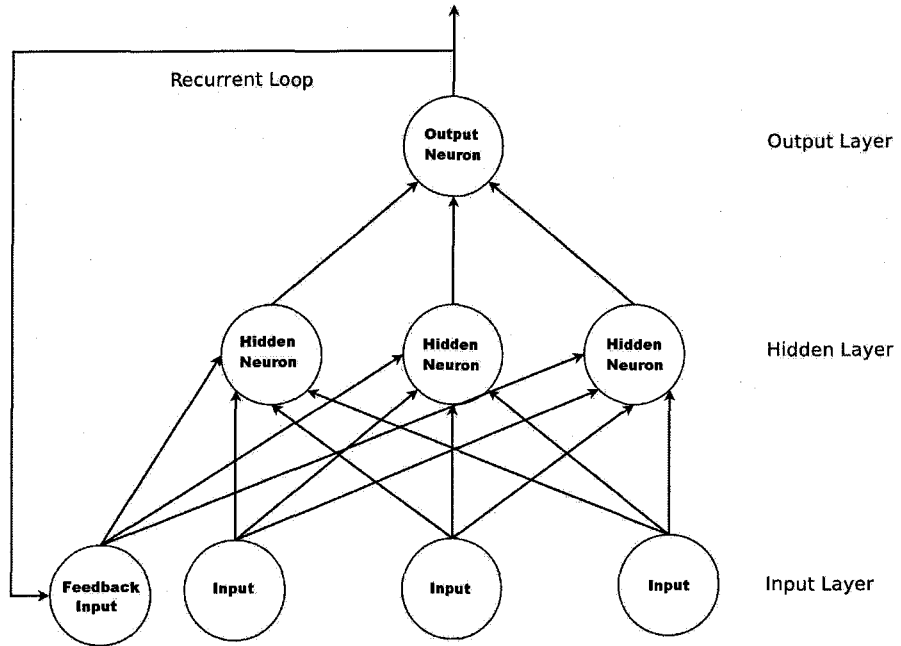 Recurrent Loop
Output
Neuron
Output Layer
Hidden
Neuron
Hidden
Neuron
Hidden
Neuron
Hidden Layer
Feedback
Input
Input
Input
Input
Input Layer